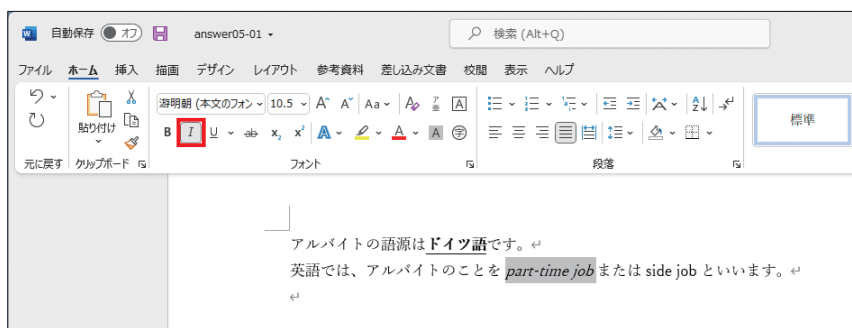 自動保存 オフ answer05-01 検索 (Alt+Q)
ファイル ホーム 挿入 描画 デザイン レイアウト 参考資料 差し込み文書 校閲 表示 ヘルプ
貼り付け
游明朝 (本文のフォン 10.5 A A Aa A ア A
B I U ab x₂ x² A A A 字
標準
元に戻す クリップボード フォント 段落
アルバイトの語源はドイツ語です。↵
英語では、アルバイトのことを part-time job または side job といいます。↵
↵